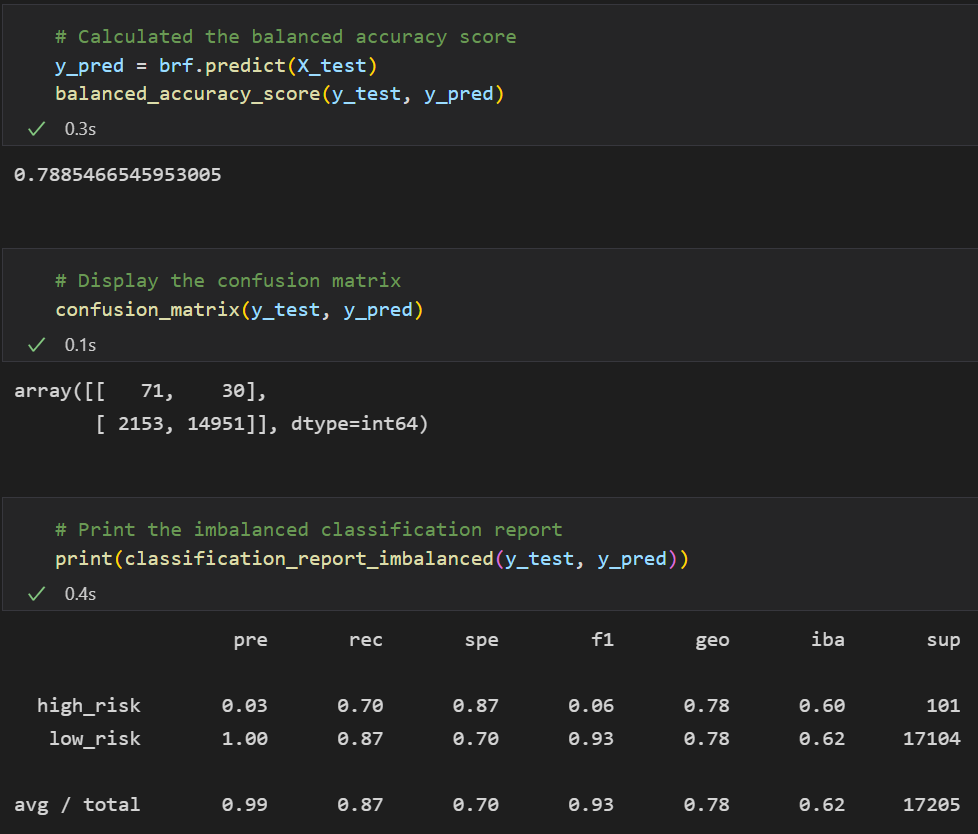 # Calculated the balanced accuracy score
y_pred = brf.predict(X_test)
balanced_accuracy_score(y_test, y_pred)
0.3s
0.7885466545953005
# Display the confusion matrix
confusion_matrix(y_test, y_pred)
0.1s
array([[   71,    30],
       [ 2153, 14951]], dtype=int64)
# Print the imbalanced classification report
print(classification_report_imbalanced(y_test, y_pred))
0.4s
pre rec spe f1 geo iba sup
high_risk 0.03 0.70 0.87 0.06 0.78 0.60 101
low_risk 1.00 0.87 0.70 0.93 0.78 0.62 17104
avg / total 0.99 0.87 0.70 0.93 0.78 0.62 17205